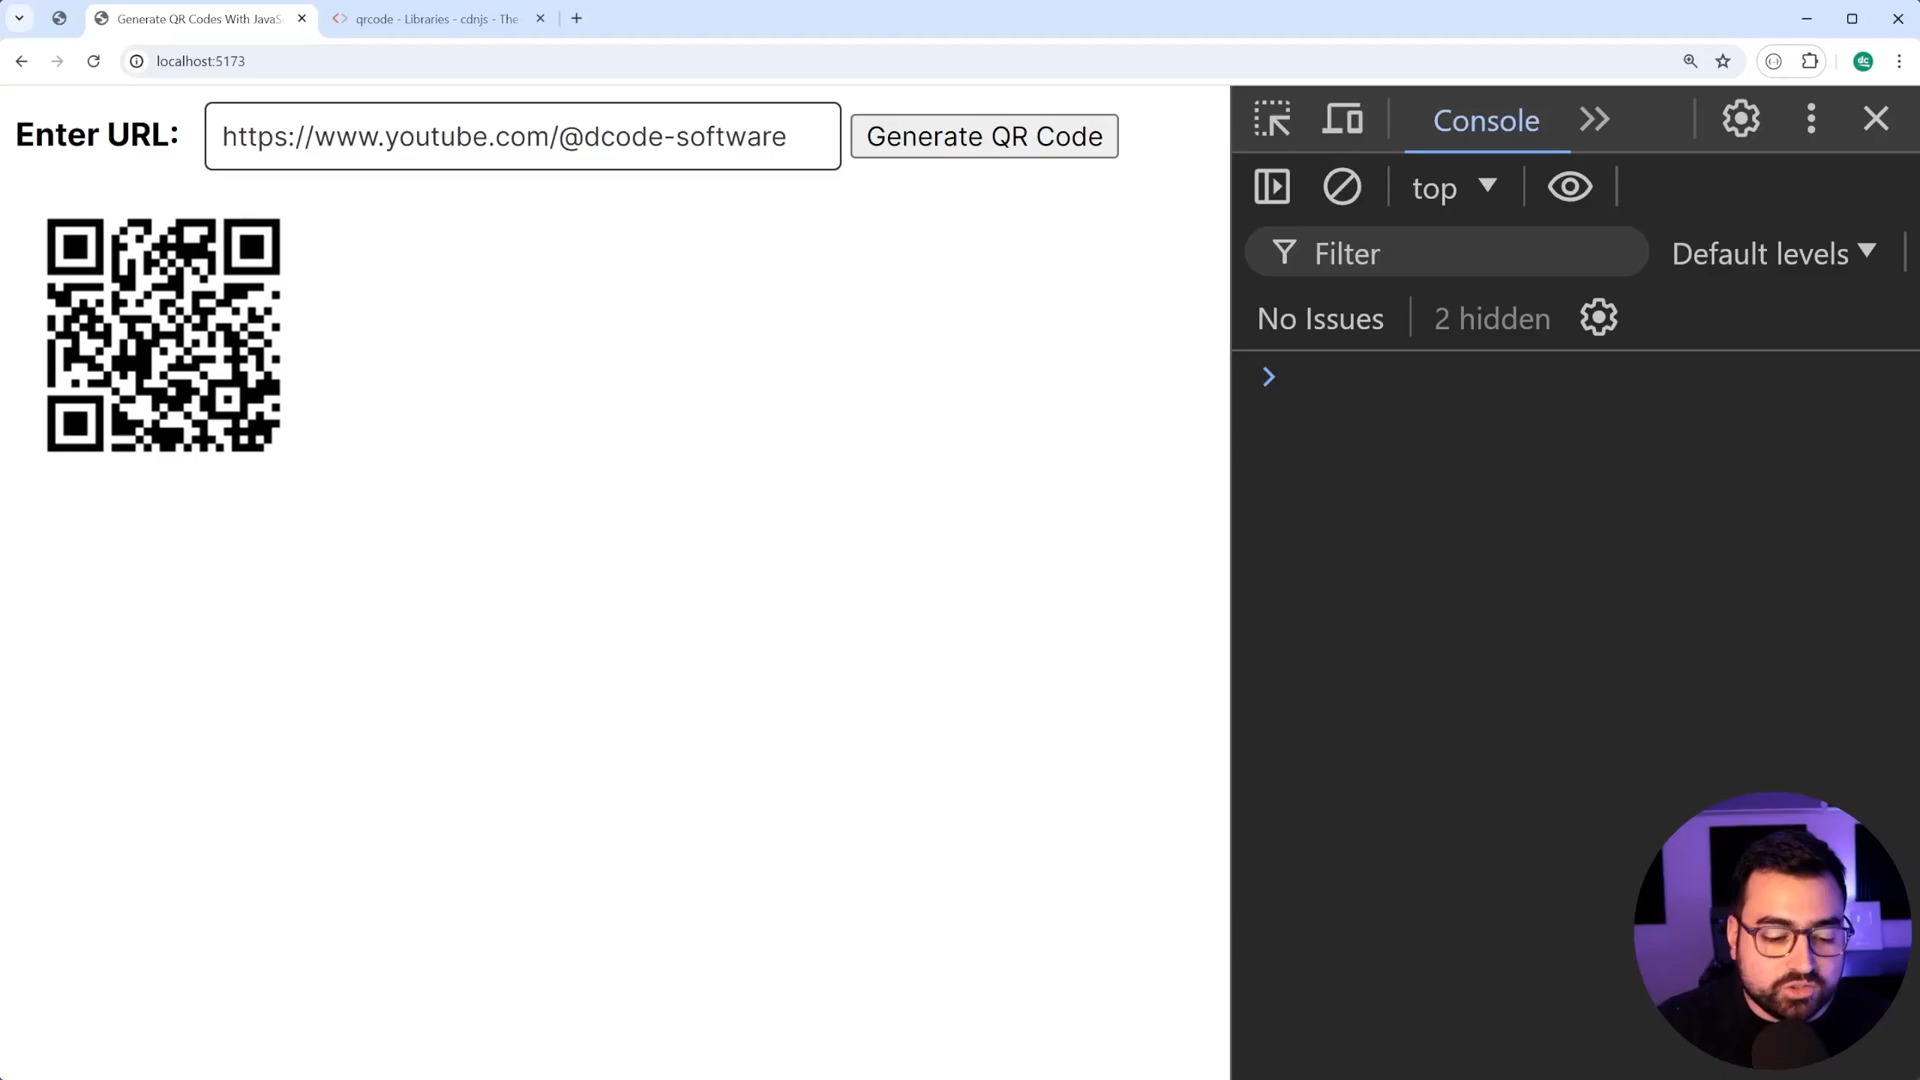 Generate QR Codes With JavaS
qrcode - Libraries - cdnjs - The
localhost:5173
dc
Enter URL:
https://www.youtube.com/@dcode-software
Generate QR Code
Console
top
Filter
Default levels
No Issues
2 hidden